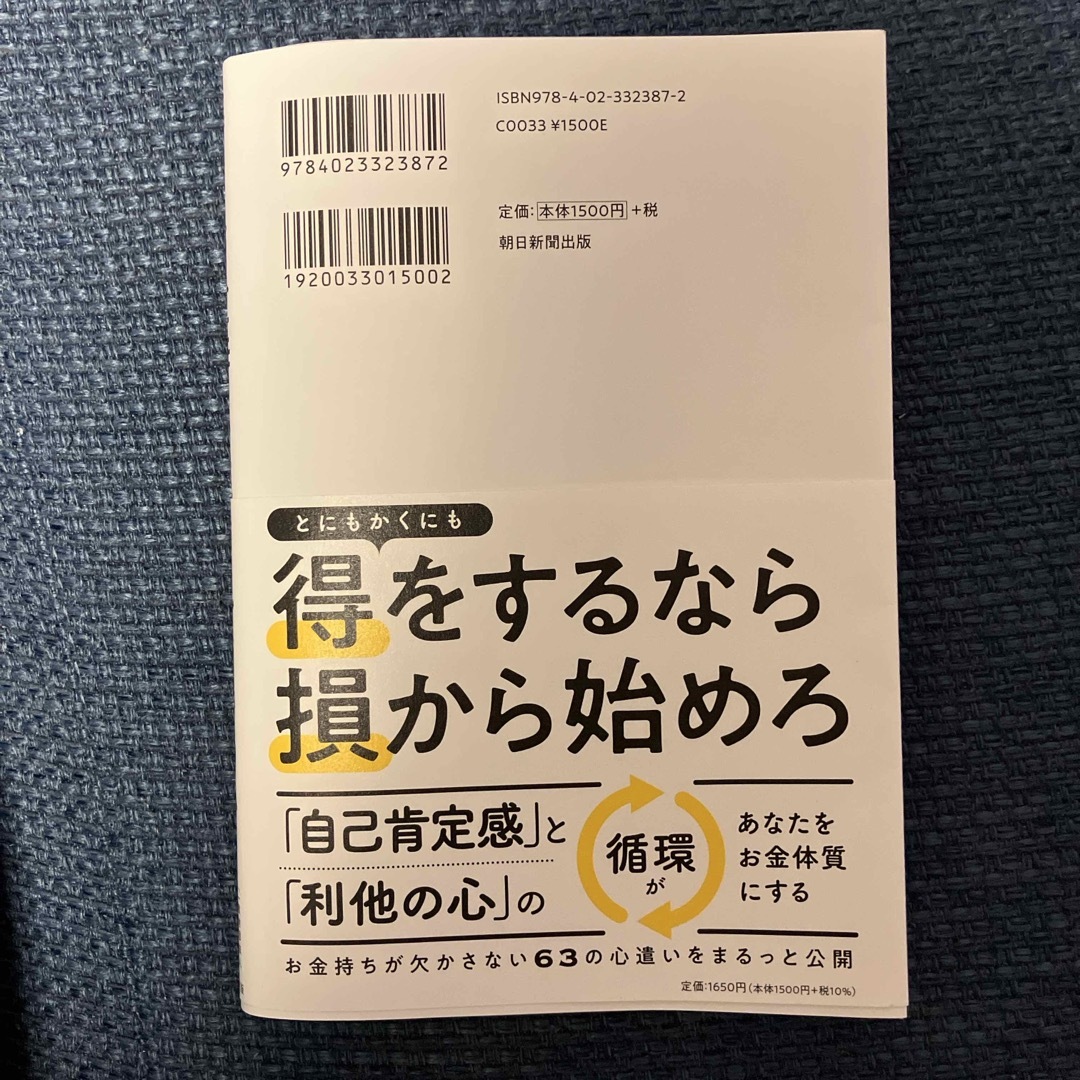 ISBN978-4-02-332387-2
C0033 ¥1500E
9784023323872
定価:本体1500円+税
朝日新聞出版
1920033015002
とにもかくにも
得をするなら
損から始めろ
「自己肯定感」と
「利他の心」の
循環が
あなたを
お金体質
にする
お金持ちが欠かさない63の心遣いをまるっと公開
定価:1650円(本体1500円+税10%)